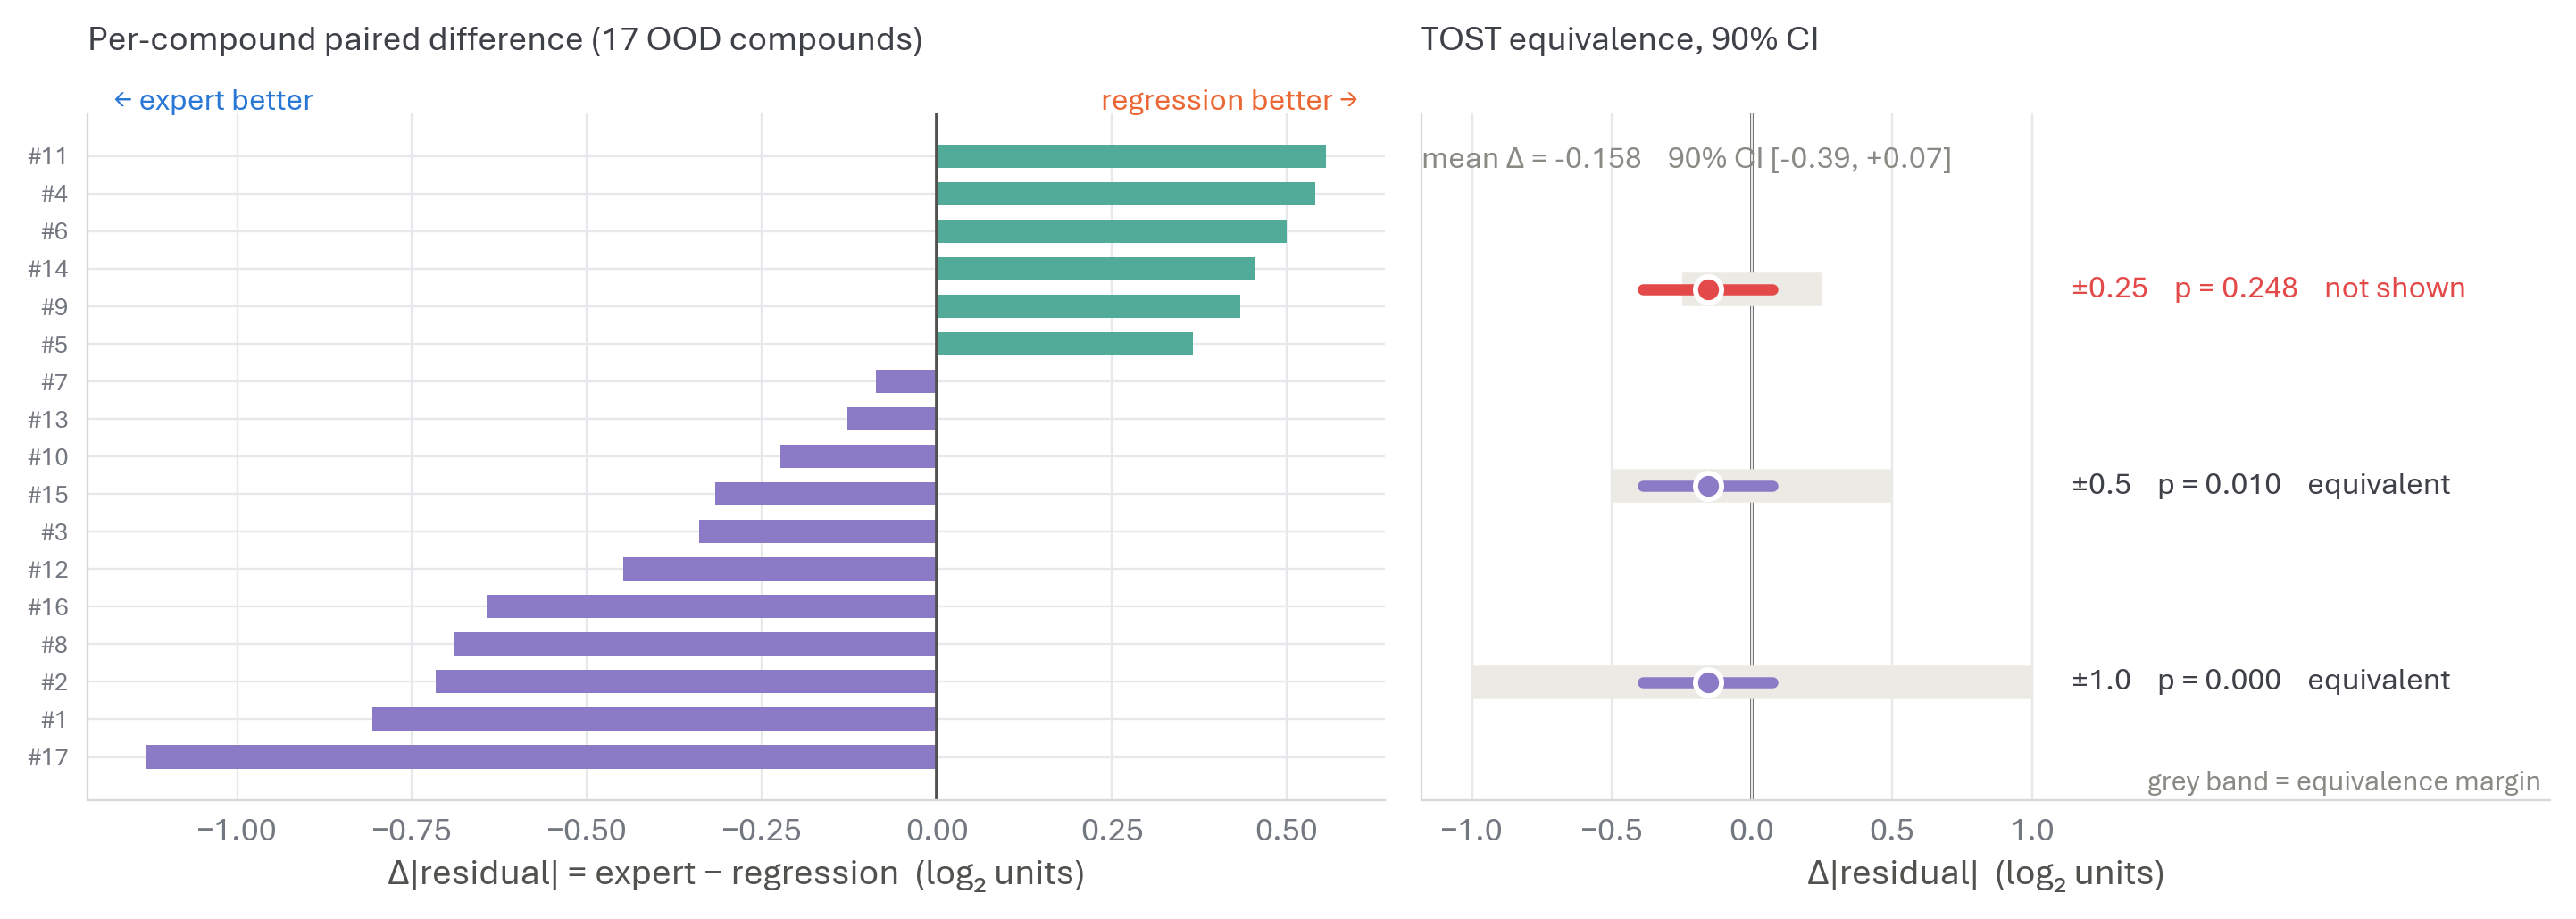 Per-compound paired difference (17 OOD compounds)
← expert better
regression better →
#11
#4
#6
#14
#9
#5
#7
#13
#10
#15
#3
#12
#16
#8
#2
#1
#17
−1.00 −0.75 −0.50 −0.25 0.00 0.25 0.50
Δ|residual| = expert − regression (log₂ units)
TOST equivalence, 90% CI
mean Δ = -0.158 90% CI [-0.39, +0.07]
±0.25 p = 0.248 not shown
±0.5 p = 0.010 equivalent
±1.0 p = 0.000 equivalent
grey band = equivalence margin
−1.0 −0.5 0.0 0.5 1.0
Δ|residual| (log₂ units)